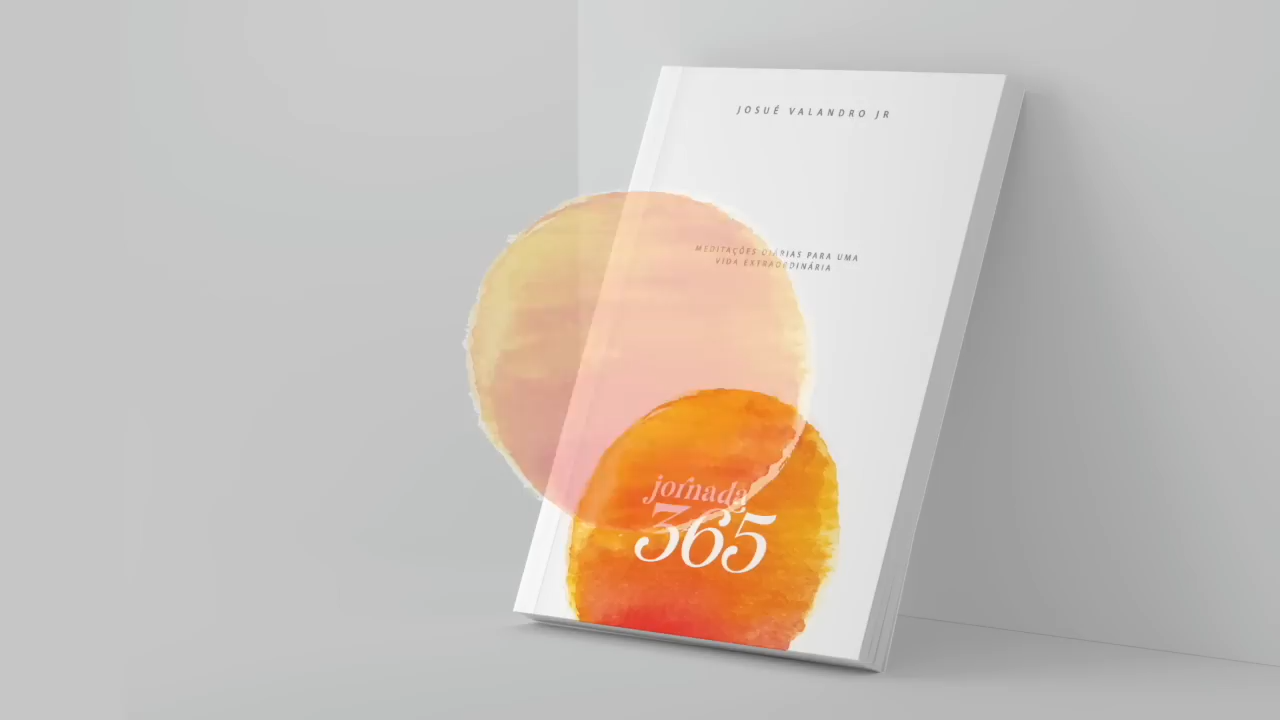 JOSUÉ VALANDRO JR
MEDITAÇÕES DIÁRIAS PARA UMA
VIDA EXTRAORDINÁRIA
jornada
365